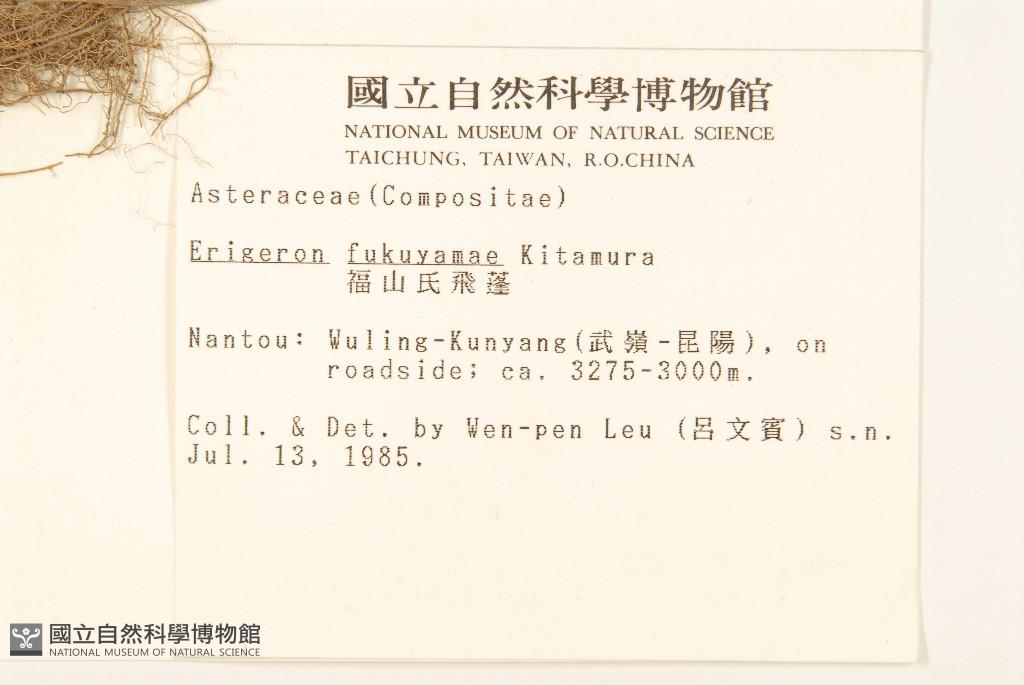 國立自然科學博物館
NATIONAL MUSEUM OF NATURAL SCIENCE
TAICHUNG, TAIWAN, R.O.CHINA
Asteraceae(Compositae)
Erigeron fukuyamae Kitamura
福山氏飛蓬
Nantou: Wuling-Kunyang(武嶺-昆陽), on
roadside; ca. 3275-3000m.
Coll. & Det. by Wen-pen Leu (呂文賓) s.n.
Jul. 13, 1985.
國立自然科學博物館
NATIONAL MUSEUM OF NATURAL SCIENCE